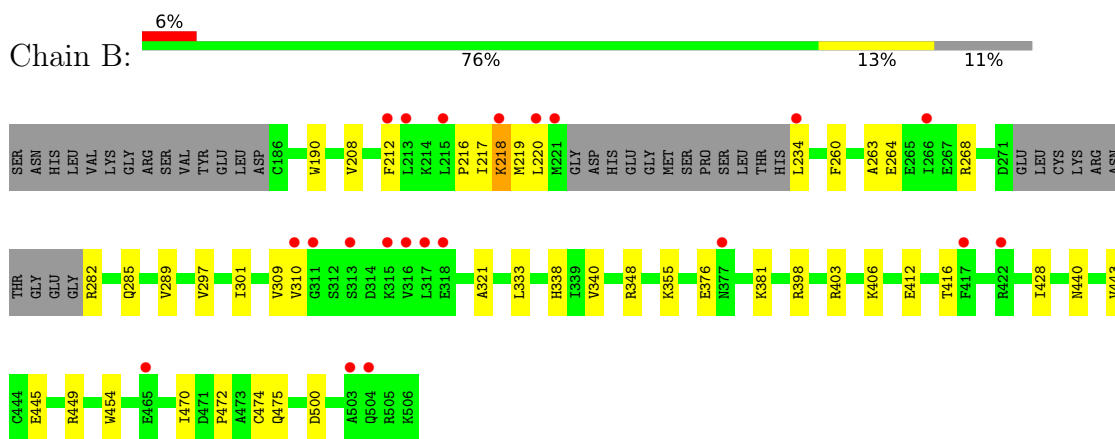 6%
Chain B:
76% 13% 11%
SER ASN HIS LEU VAL LYS GLY ARG SER VAL TYR GLU LEU ASP C186 W190 V208 F212 L213 K214 L215 P216 I217 K218 M219 L220 M221 GLY ASP HIS GLU GLY MET SER PRO SER LEU THR HIS L234 F260 A263 E264 E265 I266 E267 R268 D271 GLU LEU CYS LYS ARG ASN
THR GLY GLU GLY R282 Q285 V289 V297 I301 V309 V310 G311 S312 S313 D314 K315 V316 L317 E318 A321 L333 H338 I339 V340 R348 K355 E376 N377 K381 R398 R403 K406 E412 T416 F417 R422 I428 N440 V443
C444 E445 R449 W454 E465 I470 D471 P472 A473 C474 Q475 D500 A503 Q504 R505 K506